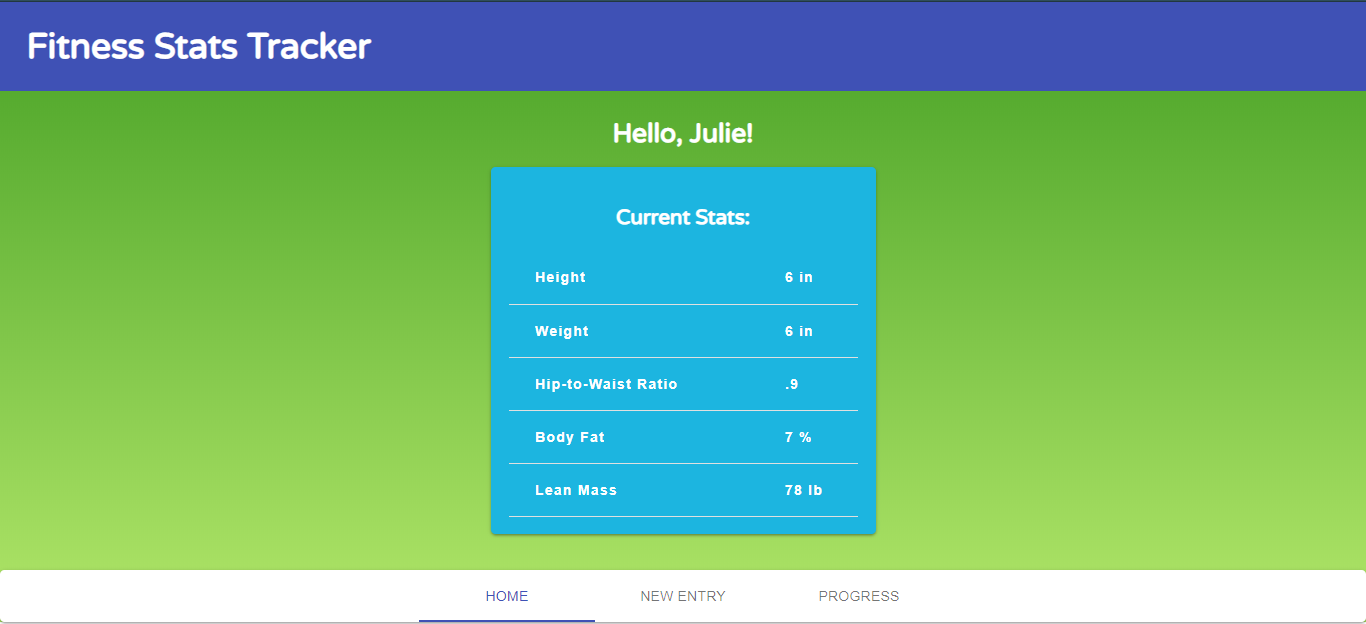 Fitness Stats Tracker
Hello, Julie!
Current Stats:
Height 6 in
Weight 6 in
Hip-to-Waist Ratio .9
Body Fat 7 %
Lean Mass 78 lb
HOME NEW ENTRY PROGRESS